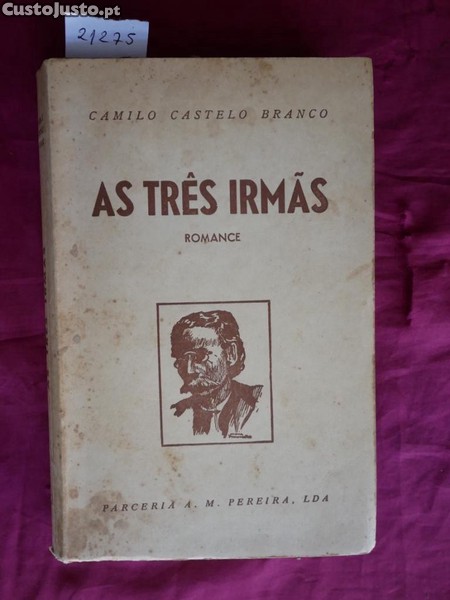 CustoJusto.pt
21275
CAMILO CASTELO BRANCO
AS TRÊS IRMÃS
ROMANCE
PARCERIA A. M. PEREIRA, LDA